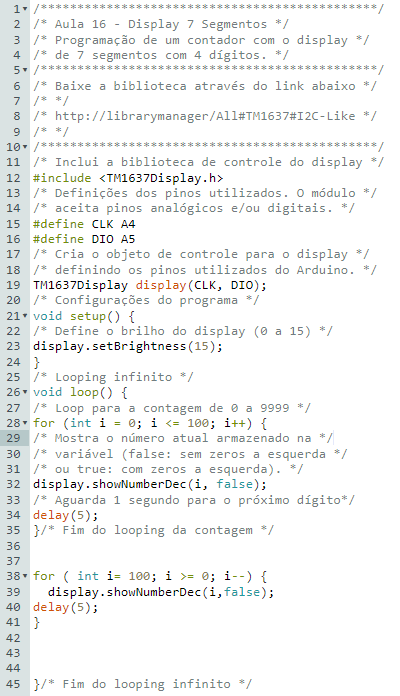 1 /**********************************************/
2 /* Aula 16 - Display 7 Segmentos */
3 /* Programação de um contador com o display */
4 /* de 7 segmentos com 4 dígitos. */
5 /**********************************************/
6 /* Baixe a biblioteca através do link abaixo */
7 /* */
8 /* http://librarymanager/All#TM1637#I2C-Like */
9 /* */
10 /**********************************************/
11 /* Inclui a biblioteca de controle do display */
12 #include <TM1637Display.h>
13 /* Definições dos pinos utilizados. O módulo */
14 /* aceita pinos analógicos e/ou digitais. */
15 #define CLK A4
16 #define DIO A5
17 /* Cria o objeto de controle para o display */
18 /* definindo os pinos utilizados do Arduino. */
19 TM1637Display display(CLK, DIO);
20 /* Configurações do programa */
21 void setup() {
22 /* Define o brilho do display (0 a 15) */
23 display.setBrightness(15);
24 }
25 /* Looping infinito */
26 void loop() {
27 /* Loop para a contagem de 0 a 9999 */
28 for (int i = 0; i <= 100; i++) {
29 /* Mostra o número atual armazenado na */
30 /* variável (false: sem zeros a esquerda */
31 /* ou true: com zeros a esquerda). */
32 display.showNumberDec(i, false);
33 /* Aguarda 1 segundo para o próximo dígito*/
34 delay(5);
35 }/* Fim do looping da contagem */
36
37
38 for ( int i= 100; i >= 0; i--) {
39   display.showNumberDec(i,false);
40 delay(5);
41 }
42
43
44
45 }/* Fim do looping infinito */